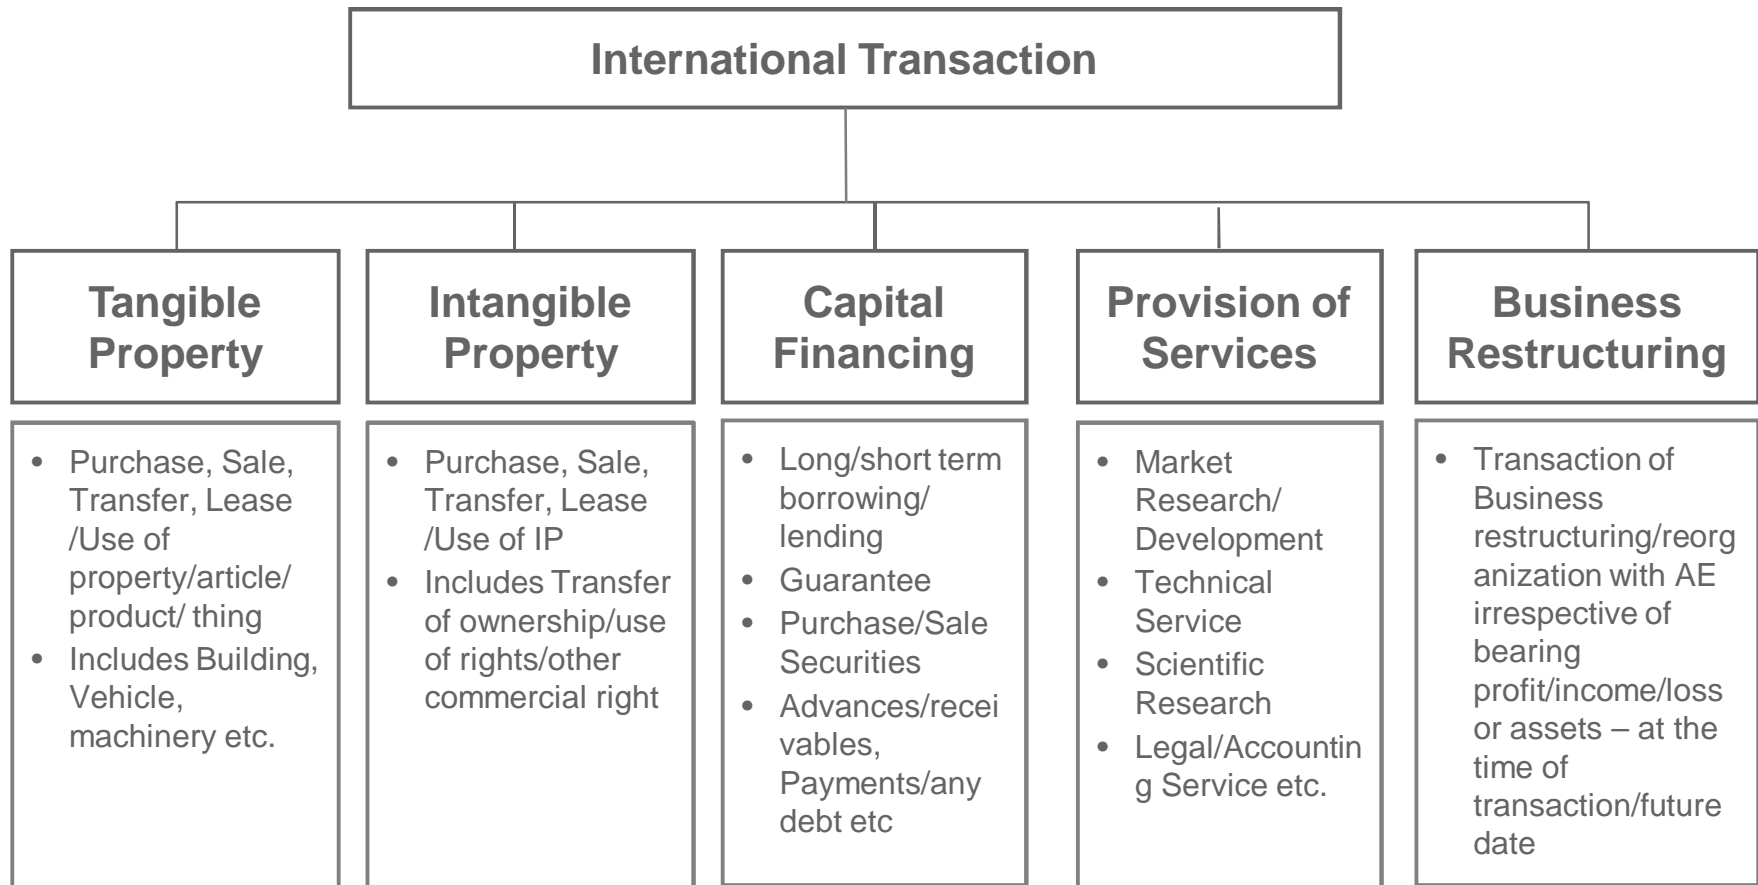 International Transaction
Tangible
Property
• Purchase, Sale,
Transfer, Lease
/Use of
property/article/
product/ thing
• Includes Building,
Vehicle,
machinery etc.
Intangible
Property
• Purchase, Sale,
Transfer, Lease
/Use of IP
• Includes Transfer
of ownership/use
of rights/other
commercial right
Capital
Financing
• Long/short term
borrowing/
lending
• Guarantee
• Purchase/Sale
Securities
• Advances/recei
vables,
Payments/any
debt etc
Provision of
Services
• Market
Research/
Development
• Technical
Service
• Scientific
Research
• Legal/Accountin
g Service etc.
Business
Restructuring
• Transaction of
Business
restructuring/reorg
anization with AE
irrespective of
bearing
profit/income/loss
or assets – at the
time of
transaction/future
date